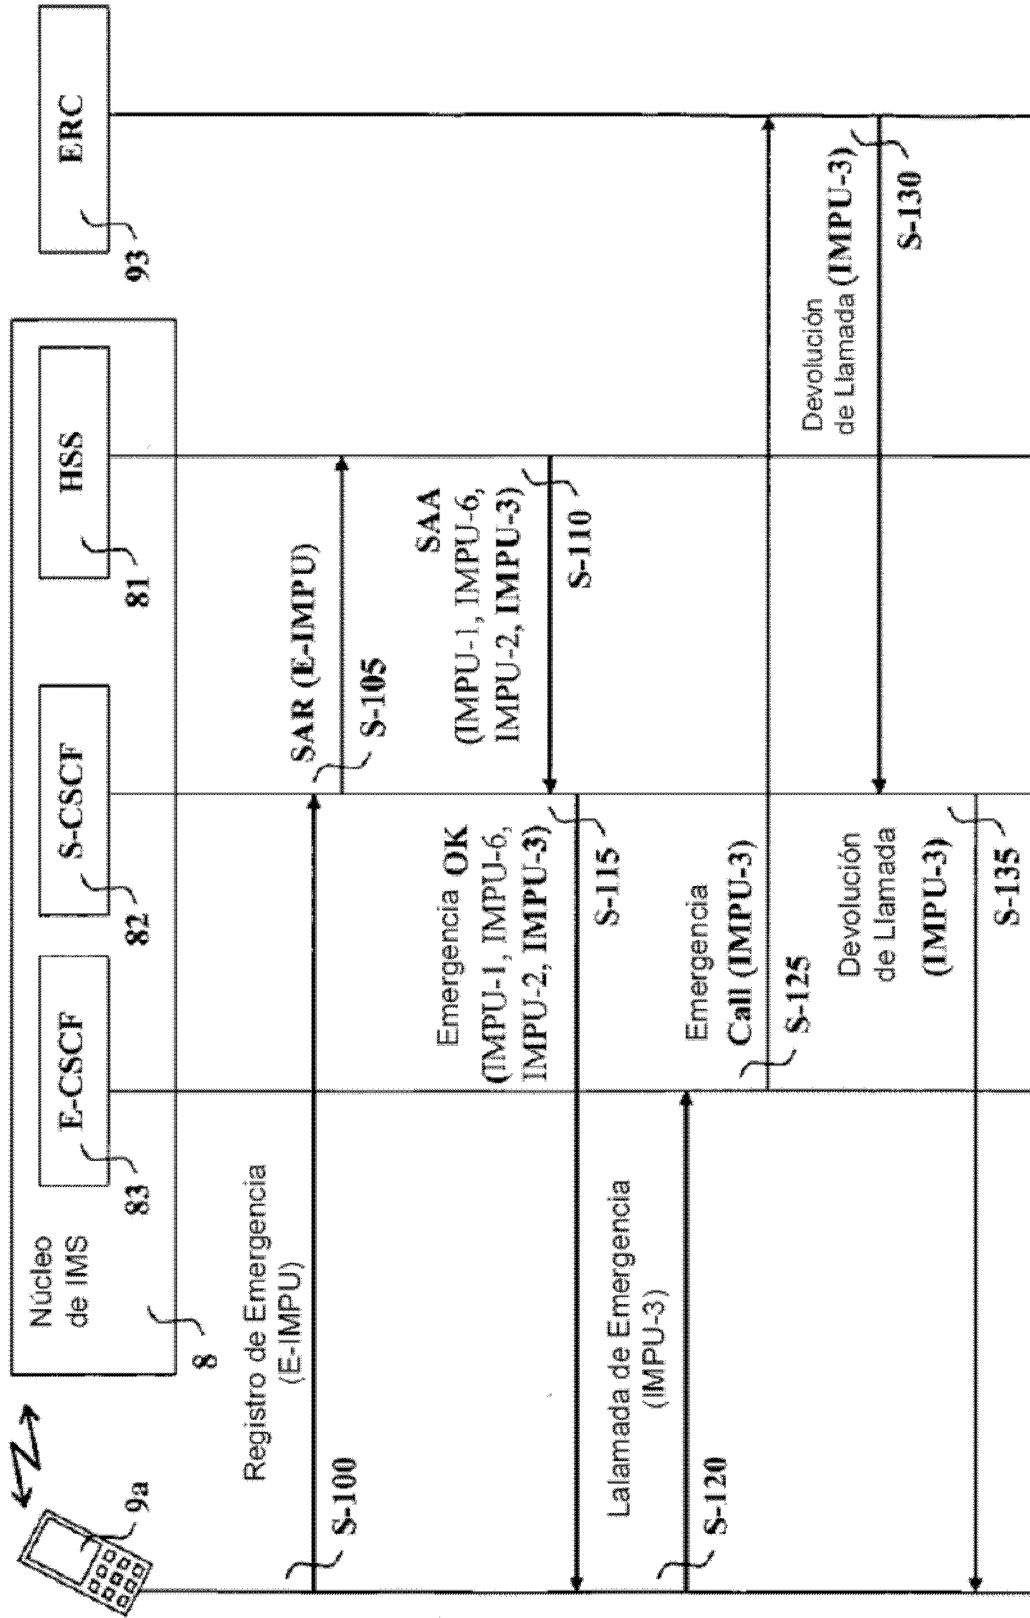 9a
Núcleo
de IMS
8
E-CSCF
83
S-CSCF
82
HSS
81
ERC
93
Registro de Emergencia
(E-IMPU)
S-100
SAR (E-IMPU)
S-105
SAA
(IMPU-1, IMPU-6,
IMPU-2, IMPU-3)
S-110
Emergencia OK
(IMPU-1, IMPU-6,
IMPU-2, IMPU-3)
S-115
Lalamada de Emergencia
(IMPU-3)
S-120
Emergencia
Call (IMPU-3)
S-125
Devolución
de Llamada (IMPU-3)
S-130
Devolución
de Llamada
(IMPU-3)
S-135